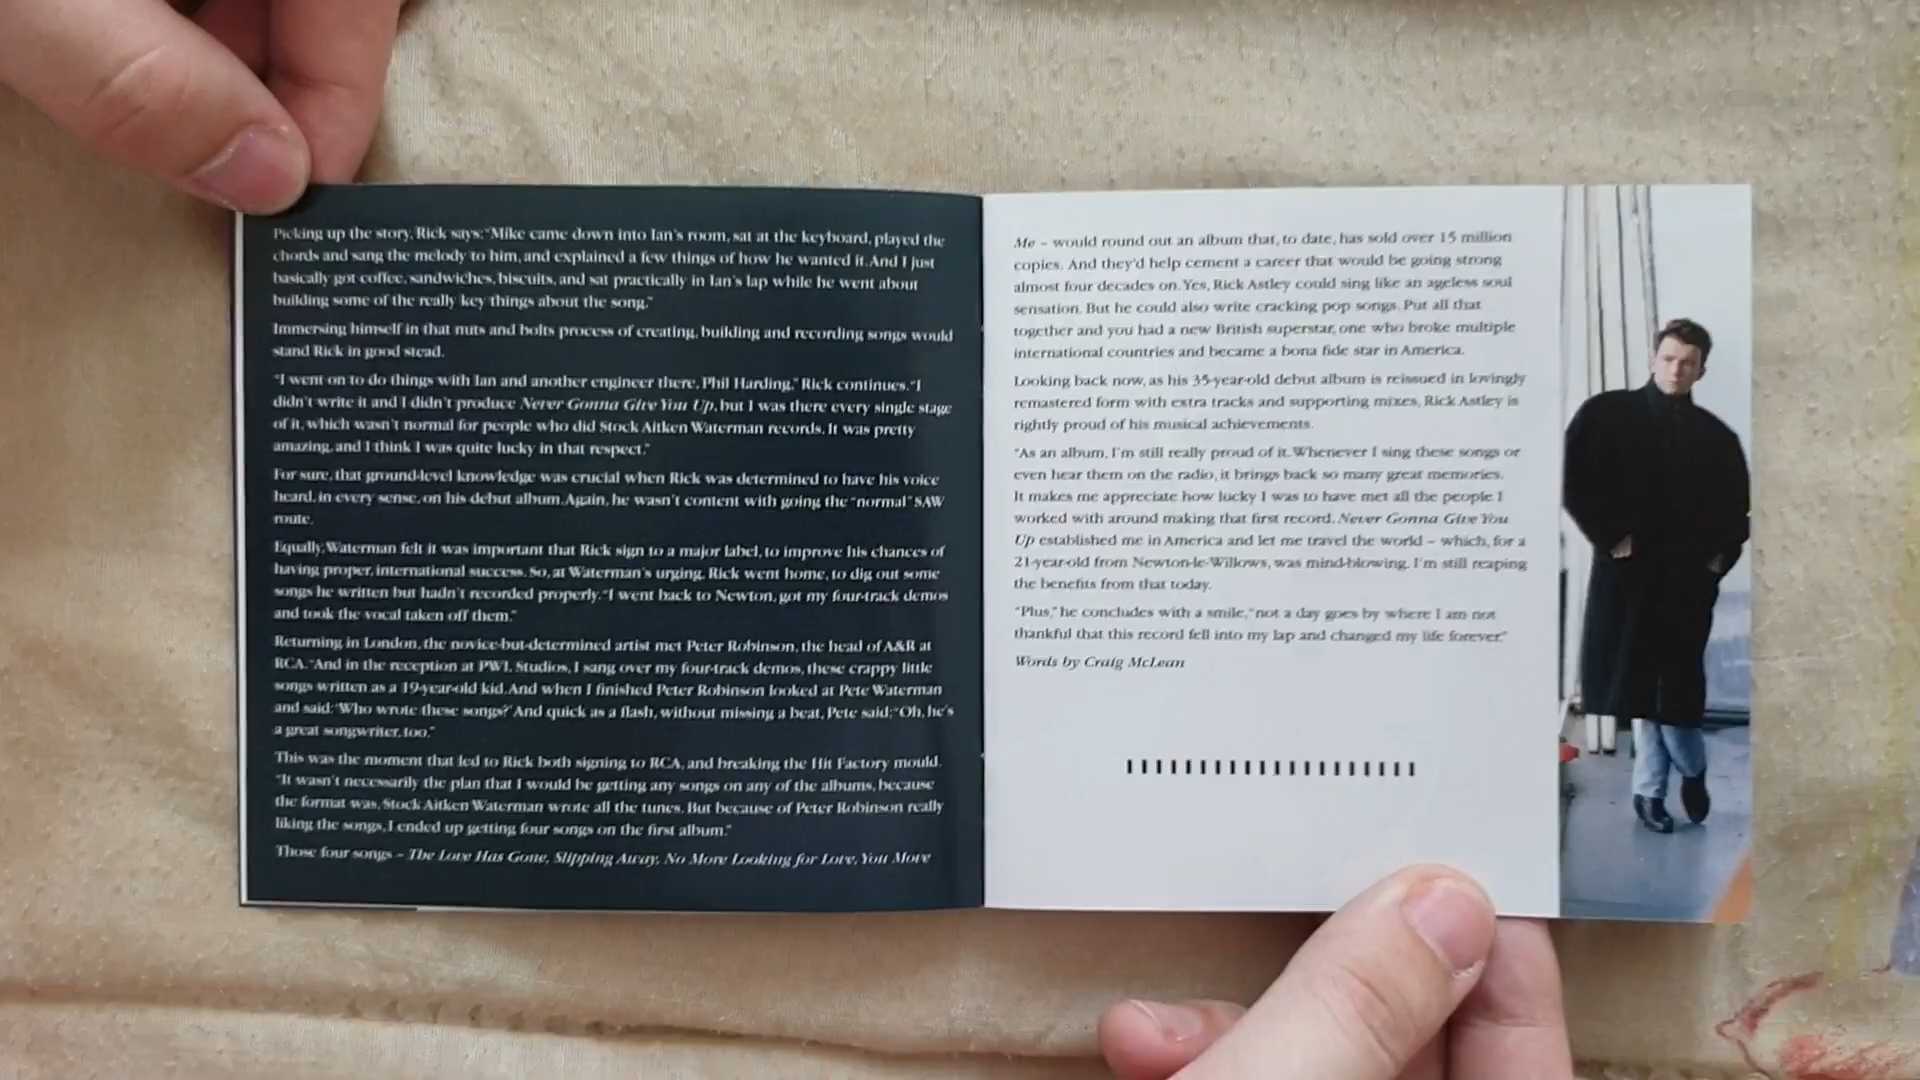 Picking up the story, Rick says: "Mike came down into Ian's room, sat at the keyboard, played the
chords and sang the melody to him, and explained a few things of how he wanted it. And I just
basically got coffee, sandwiches, biscuits, and sat practically in Ian's lap while he went about
building some of the really key things about the song."
Immersing himself in that nuts and bolts process of creating, building and recording songs would
stand Rick in good stead.
"I went on to do things with Ian and another engineer there, Phil Harding," Rick continues. "I
didn't write it and I didn't produce Never Gonna Give You Up, but I was there every single stage
of it, which wasn't normal for people who did Stock Aitken Waterman records. It was pretty
amazing, and I think I was quite lucky in that respect."
For sure, that ground-level knowledge was crucial when Rick was determined to have his voice
heard, in every sense, on his debut album. Again, he wasn't content with going the "normal" SAW
route.
Equally, Waterman felt it was important that Rick sign to a major label, to improve his chances of
having proper, international success. So, at Waterman's urging, Rick went home, to dig out some
songs he written but hadn't recorded properly. "I went back to Newton, got my four-track demos
and took the vocal taken off them."
Returning in London, the novice-but-determined artist met Peter Robinson, the head of A&R at
RCA. "And in the reception at PWL Studios, I sang over my four-track demos, these crappy little
songs written as a 19-year-old kid. And when I finished Peter Robinson looked at Pete Waterman
and said: 'Who wrote these songs?' And quick as a flash, without missing a beat, Pete said: "Oh, he's
a great songwriter, too."
This was the moment that led to Rick both signing to RCA, and breaking the Hit Factory mould.
"It wasn't necessarily the plan that I would be getting any songs on any of the albums, because
the format was, Stock Aitken Waterman wrote all the tunes. But because of Peter Robinson really
liking the songs, I ended up getting four songs on the first album."
Those four songs – The Love Has Gone, Slipping Away, No More Looking for Love, You Move
Me – would round out an album that, to date, has sold over 15 million
copies. And they'd help cement a career that would be going strong
almost four decades on. Yes, Rick Astley could sing like an ageless soul
sensation. But he could also write cracking pop songs. Put all that
together and you had a new British superstar, one who broke multiple
international countries and became a bona fide star in America.
Looking back now, as his 35-year-old debut album is reissued in lovingly
remastered form with extra tracks and supporting mixes, Rick Astley is
rightly proud of his musical achievements.
"As an album, I'm still really proud of it. Whenever I sing these songs or
even hear them on the radio, it brings back so many great memories.
It makes me appreciate how lucky I was to have met all the people I
worked with around making that first record. Never Gonna Give You
Up established me in America and let me travel the world – which, for a
21-year-old from Newton-le-Willows, was mind-blowing. I'm still reaping
the benefits from that today.
"Plus," he concludes with a smile, "not a day goes by where I am not
thankful that this record fell into my lap and changed my life forever."
Words by Craig McLean